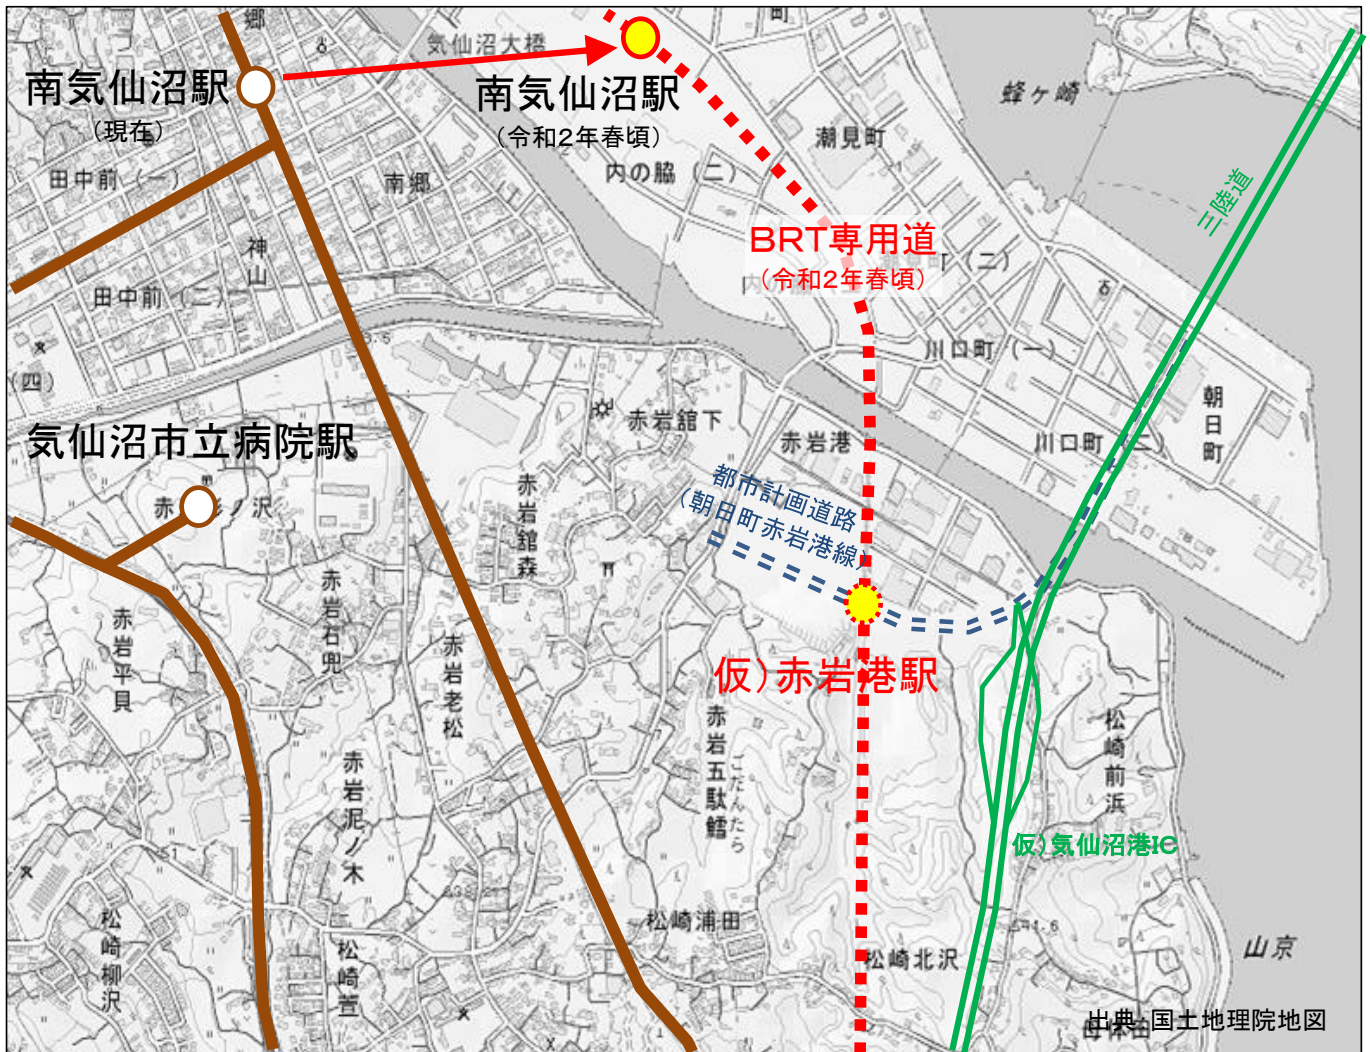 郷
町
気仙沼大橋
南気仙沼駅
(現在)
南気仙沼駅
(令和2年春頃)
蜂ヶ崎
潮見町
田中前(一)
南郷
内の脇(二)
三陸道
神山
BRT専用道
(令和2年春頃)
町(二)
田中前(二)
(四)
川口町(一)
朝日町
赤岩舘下
赤岩港
川口町(二)
気仙沼市立病院駅
都市計画道路
(朝日町赤岩港線)
赤岩舘森
赤岩石兜
赤岩平貝
赤岩老松
仮)赤岩港駅
赤岩五駄鱈
ごだんたら
松崎前浜
赤岩泥ノ木
仮)気仙沼港IC
松崎柳沢
松崎萱
松崎浦田
松崎北沢
山京
出典:国土地理院地図